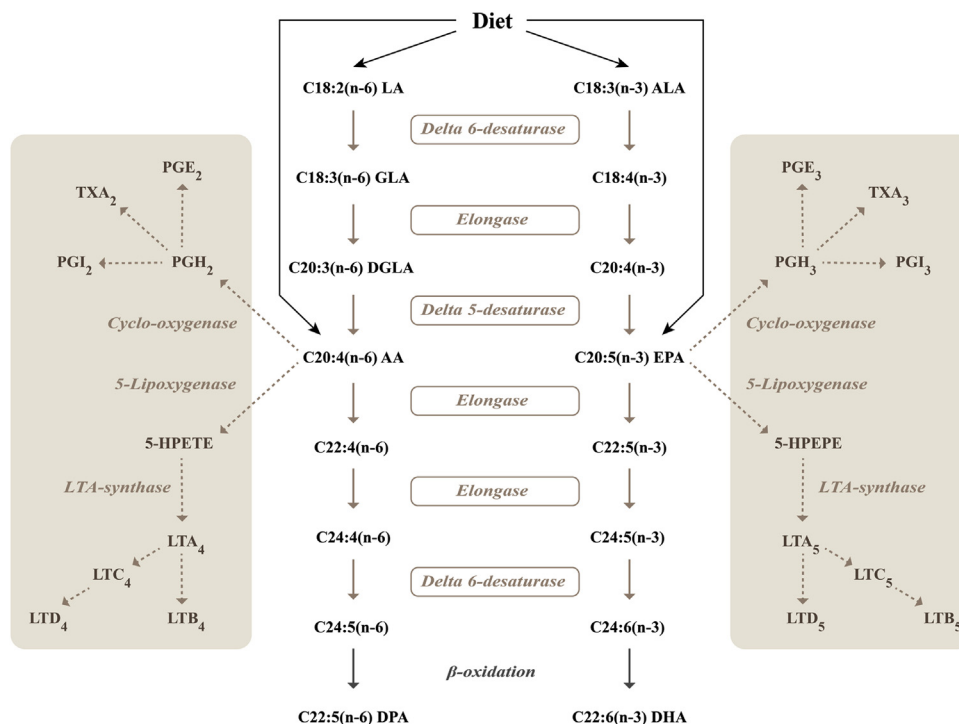 Diet
C18:2(n-6) LA
C18:3(n-3) ALA
Delta 6-desaturase
C18:3(n-6) GLA
C18:4(n-3)
Elongase
C20:3(n-6) DGLA
C20:4(n-3)
Delta 5-desaturase
C20:4(n-6) AA
C20:5(n-3) EPA
Elongase
C22:4(n-6)
C22:5(n-3)
Elongase
C24:4(n-6)
C24:5(n-3)
Delta 6-desaturase
C24:5(n-6)
C24:6(n-3)
β-oxidation
C22:5(n-6) DPA
C22:6(n-3) DHA
PGE2
TXA2
PGI2
PGH2
Cyclo-oxygenase
5-Lipoxygenase
5-HPETE
LTA-synthase
LTA4
LTC4
LTD4
LTB4
PGE3
TXA3
PGH3
PGI3
Cyclo-oxygenase
5-Lipoxygenase
5-HPEPE
LTA-synthase
LTA5
LTC5
LTD5
LTB5